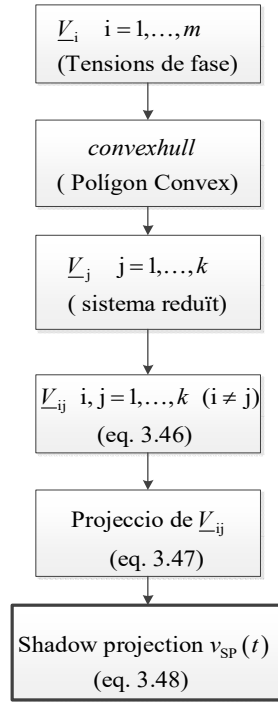 V_i i = 1,…,m
(Tensions de fase)
convexhull
( Polígon Convex)
V_j j = 1,…,k
( sistema reduït)
V_ij i, j = 1,…,k (i ≠ j)
(eq. 3.46)
Projeccio de V_ij
(eq. 3.47)
Shadow projection v_SP(t)
(eq. 3.48)